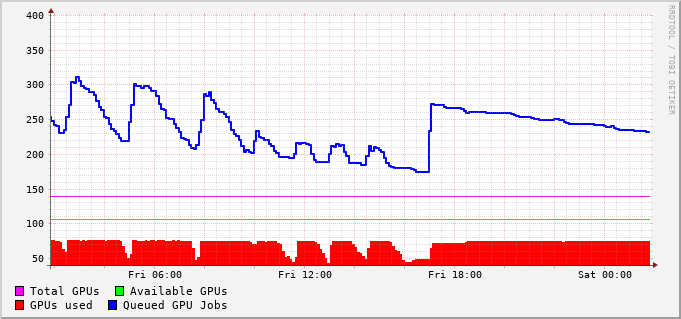 400
350
300
250
200
150
100
50
Fri 06:00 Fri 12:00 Fri 18:00 Sat 00:00
Total GPUs Available GPUs
GPUs used Queued GPU Jobs
RRDTOOL / TOBI OETIKER